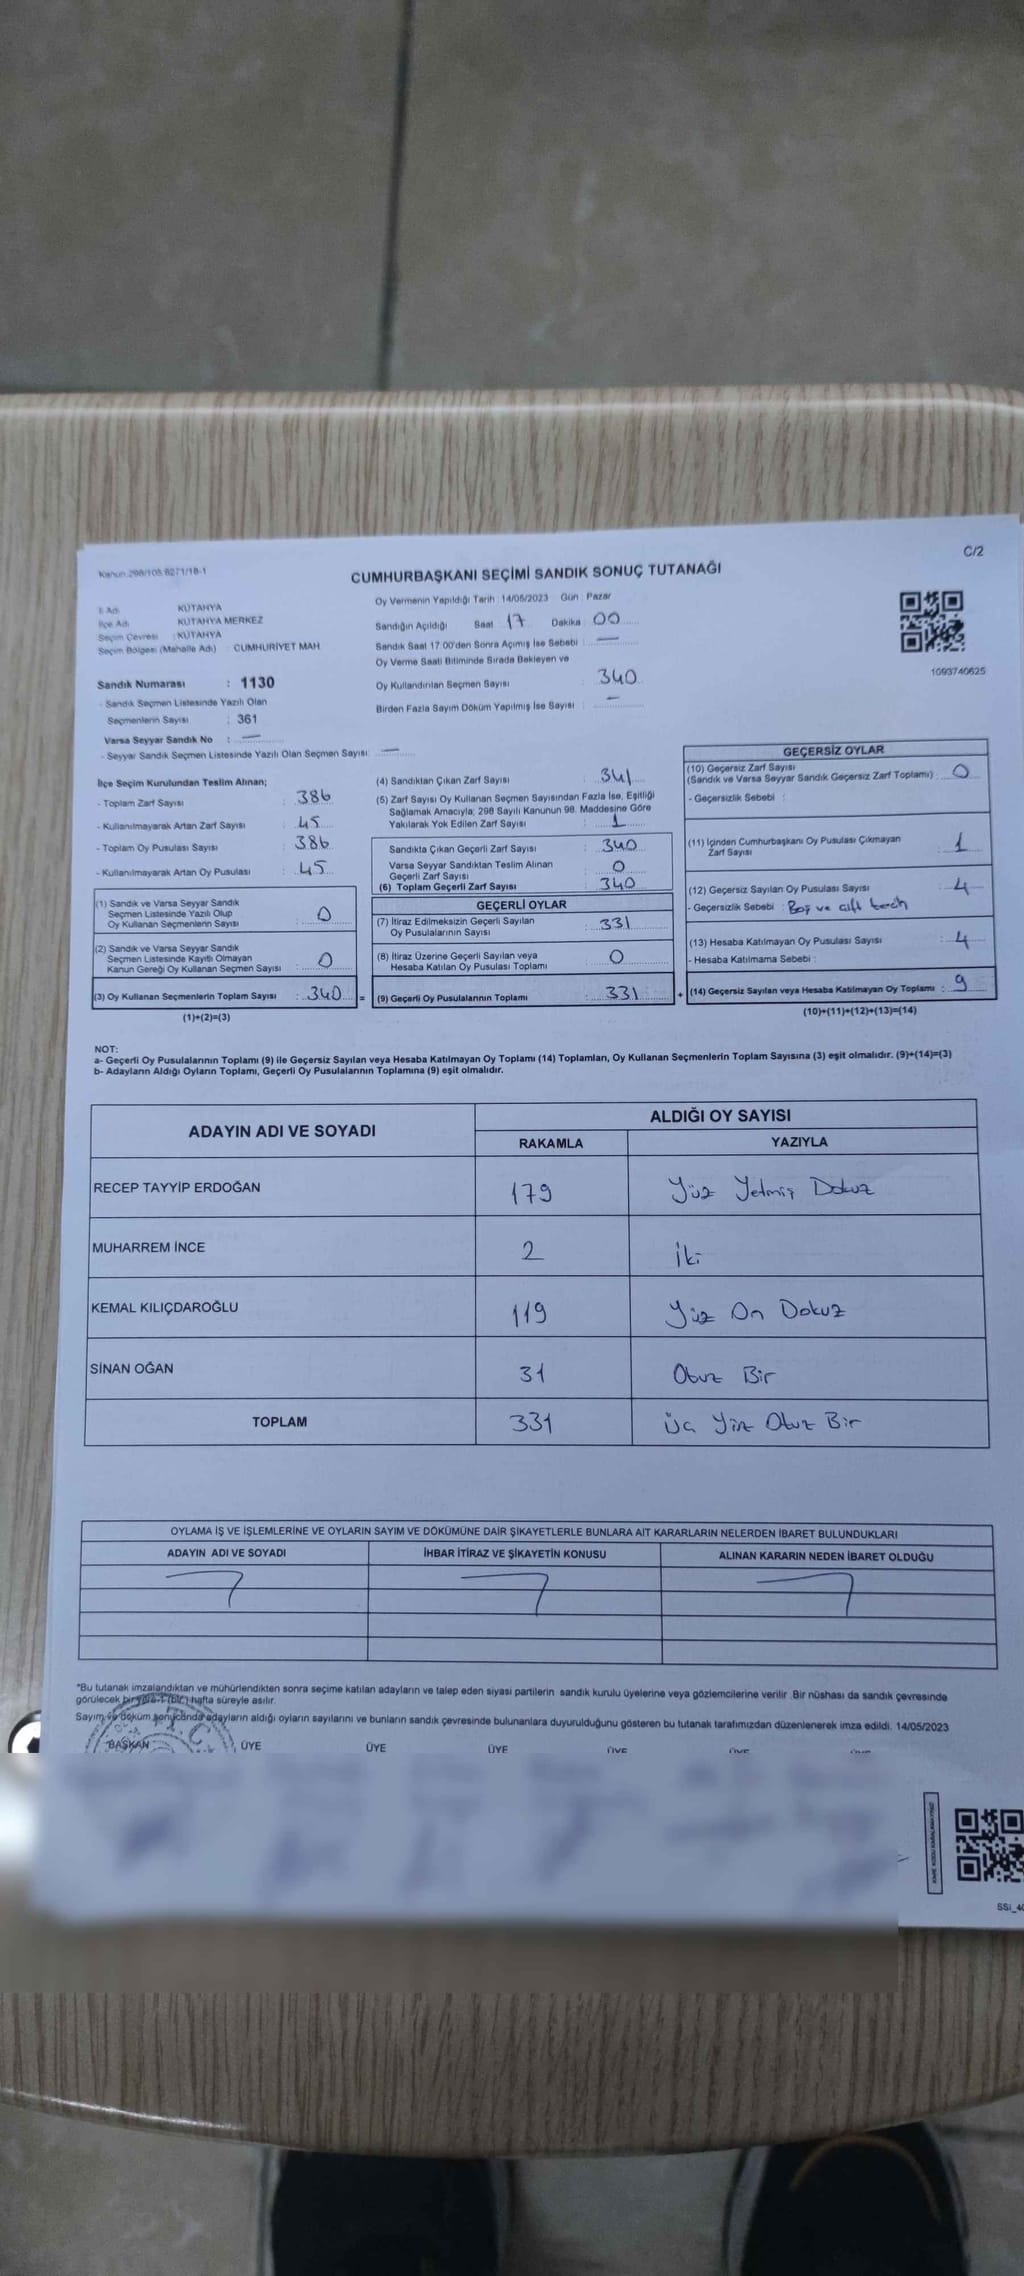 C/2
Kanun 298/105 6271/18-1
CUMHURBAŞKANI SEÇİMİ SANDIK SONUÇ TUTANAĞI
İl Adı : KÜTAHYA
İlçe Adı : KÜTAHYA MERKEZ
Seçim Çevresi : KÜTAHYA
Seçim Bölgesi (Mahalle Adı) : CUMHURİYET MAH
Sandık Numarası : 1130
- Sandık Seçmen Listesinde Yazılı Olan
Seçmenlerin Sayısı : 361
Varsa Seyyar Sandık No : —
- Seyyar Sandık Seçmen Listesinde Yazılı Olan Seçmen Sayısı : —
Oy Vermenin Yapıldığı Tarih : 14/05/2023 Gün : Pazar
Sandığın Açıldığı Saat : 17 Dakika : 00
Sandık Saat 17.00'den Sonra Açımış İse Sebebi : —
Oy Verme Saati Bitiminde Sırada Bekleyen ve
Oy Kullandırılan Seçmen Sayısı : 340
Birden Fazla Sayım Döküm Yapılmış İse Sayısı : —
1093740625
İlçe Seçim Kurulundan Teslim Alınan;
- Toplam Zarf Sayısı : 386
- Kullanılmayarak Artan Zarf Sayısı : 45
- Toplam Oy Pusulası Sayısı : 386
- Kullanılmayarak Artan Oy Pusulası : 45
(1) Sandık ve Varsa Seyyar Sandık
Seçmen Listesinde Yazılı Olup
Oy Kullanan Seçmenlerin Sayısı : 0
(2) Sandık ve Varsa Seyyar Sandık
Seçmen Listesinde Kayıtlı Olmayan
Kanun Gereği Oy Kullanan Seçmen Sayısı : 0
(3) Oy Kullanan Seçmenlerin Toplam Sayısı : 340 =
(1)+(2)=(3)
(4) Sandıktan Çıkan Zarf Sayısı : 341
(5) Zarf Sayısı Oy Kullanan Seçmen Sayısından Fazla İse, Eşitliği
Sağlamak Amacıyla; 298 Sayılı Kanunun 98. Maddesine Göre
Yakılarak Yok Edilen Zarf Sayısı : 1
Sandıkta Çıkan Geçerli Zarf Sayısı : 340
Varsa Seyyar Sandıktan Teslim Alınan
Geçerli Zarf Sayısı : 0
(6) Toplam Geçerli Zarf Sayısı : 340
GEÇERLİ OYLAR
(7) İtiraz Edilmeksizin Geçerli Sayılan
Oy Pusulalarının Sayısı : 331
(8) İtiraz Üzerine Geçerli Sayılan veya
Hesaba Katılan Oy Pusulası Toplamı : 0
(9) Geçerli Oy Pusulalarının Toplamı : 331 +
GEÇERSİZ OYLAR
(10) Geçersiz Zarf Sayısı
(Sandık ve Varsa Seyyar Sandık Geçersiz Zarf Toplamı) : 0
- Geçersizlik Sebebi :
(11) İçinden Cumhurbaşkanı Oy Pusulası Çıkmayan
Zarf Sayısı : 1
(12) Geçersiz Sayılan Oy Pusulası Sayısı : 4
- Geçersizlik Sebebi : Boş ve çift tercih
(13) Hesaba Katılmayan Oy Pusulası Sayısı : 4
- Hesaba Katılmama Sebebi :
(14) Geçersiz Sayılan veya Hesaba Katılmayan Oy Toplamı : 9
(10)+(11)+(12)+(13)=(14)
NOT:
a- Geçerli Oy Pusulalarının Toplamı (9) ile Geçersiz Sayılan veya Hesaba Katılmayan Oy Toplamı (14) Toplamları, Oy Kullanan Seçmenlerin Toplam Sayısına (3) eşit olmalıdır. (9)+(14)=(3)
b- Adayların Aldığı Oyların Toplamı, Geçerli Oy Pusulalarının Toplamına (9) eşit olmalıdır.
ADAYIN ADI VE SOYADI ALDIĞI OY SAYISI
RAKAMLA YAZIYLA
RECEP TAYYİP ERDOĞAN 179 Yüz Yetmiş Dokuz
MUHARREM İNCE 2 İki
KEMAL KILIÇDAROĞLU 119 Yüz On Dokuz
SİNAN OĞAN 31 Otuz Bir
TOPLAM 331 Üç Yüz Otuz Bir
OYLAMA İŞ VE İŞLEMLERİNE VE OYLARIN SAYIM VE DÖKÜMÜNE DAİR ŞİKAYETLERLE BUNLARA AİT KARARLARIN NELERDEN İBARET BULUNDUKLARI
ADAYIN ADI VE SOYADI İHBAR İTİRAZ VE ŞİKAYETİN KONUSU ALINAN KARARIN NEDEN İBARET OLDUĞU
*Bu tutanak imzalandıktan ve mühürlendikten sonra seçime katılan adayların ve talep eden siyasi partilerin sandık kurulu üyelerine veya gözlemcilerine verilir .Bir nüshası da sandık çevresinde
görülecek bir yere 1 (bir) hafta süreyle asılır.
Sayım ve döküm sonucunda adayların aldığı oyların sayılarını ve bunların sandık çevresinde bulunanlara duyurulduğunu gösteren bu tutanak tarafımızdan düzenlenerek imza edildi. 14/05/2023
BAŞKAN ÜYE ÜYE ÜYE ÜYE ÜYE
T.C.